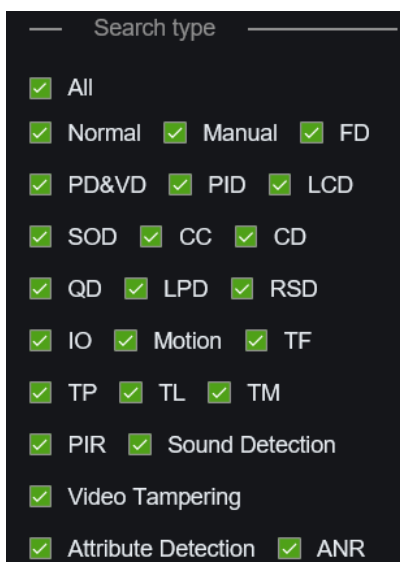 Search type
All
Normal Manual FD
PD&VD PID LCD
SOD CC CD
QD LPD RSD
IO Motion TF
TP TL TM
PIR Sound Detection
Video Tampering
Attribute Detection ANR